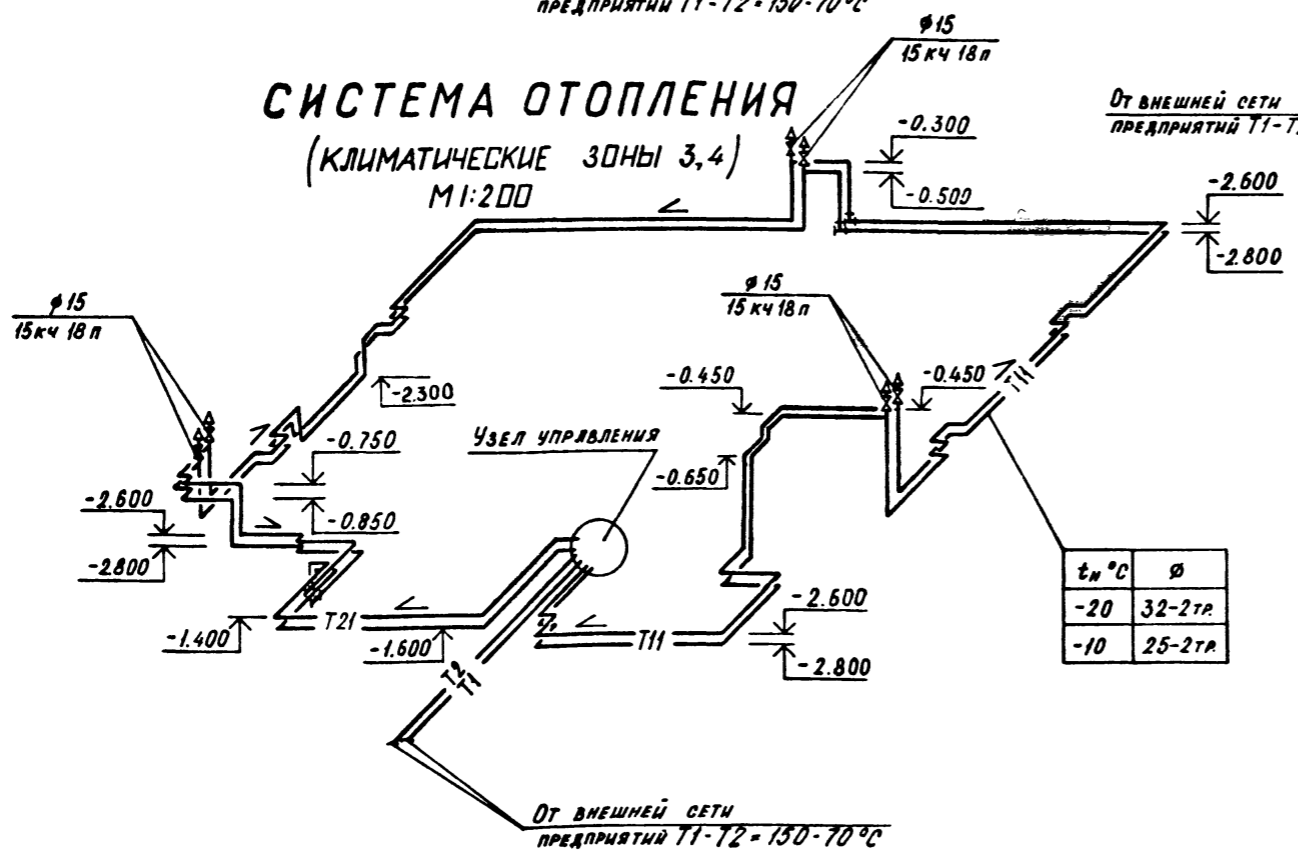 предприятий Т1-Т2=150-70°С
ø15
15кч 18п
СИСТЕМА ОТОПЛЕНИЯ
(КЛИМАТИЧЕСКИЕ ЗОНЫ 3,4)
М1:200
От внешней сети
предприятий Т1-Т
-0.300
-0.500
-2.600
-2.800
ø15
15кч 18п
ø15
15кч 18п
-2.300
-0.450
-0.450
Т11
-0.750
-0.850
Узел управления
-0.650
-2.600
-2.800
tн °С ø
-20 32-2тр.
-10 25-2тр.
-1.400
Т21
-1.600
Т11
-2.600
-2.800
Т2
Т1
От внешней сети
предприятий Т1-Т2=150-70°С